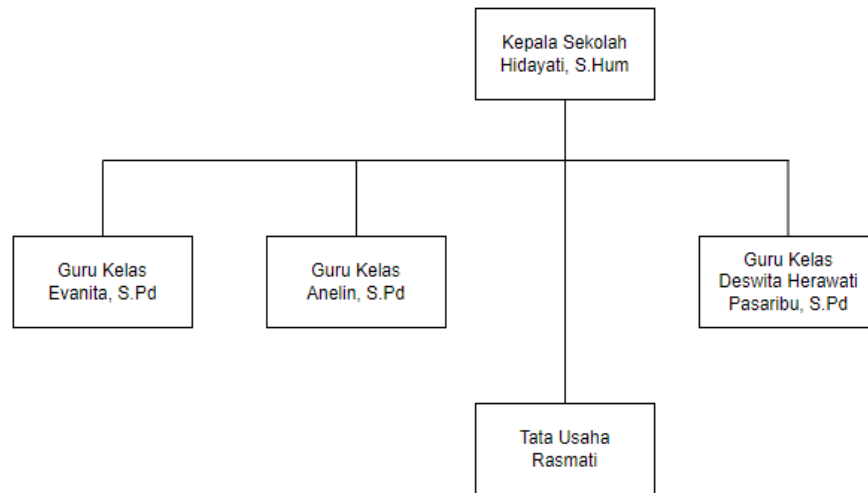 Kepala Sekolah
Hidayati, S.Hum
Guru Kelas
Evanita, S.Pd
Guru Kelas
Anelin, S.Pd
Guru Kelas
Deswita Herawati
Pasaribu, S.Pd
Tata Usaha
Rasmati